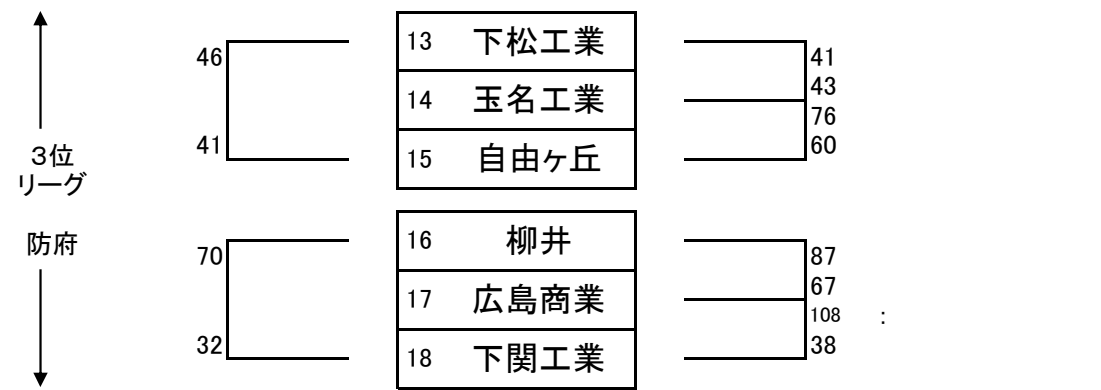 13 下松工業
46 41
14 玉名工業 43
76
41 15 自由ヶ丘 60
3位
リーグ
防府
16 柳井
70 87
17 広島商業 67
108 :
32 18 下関工業 38